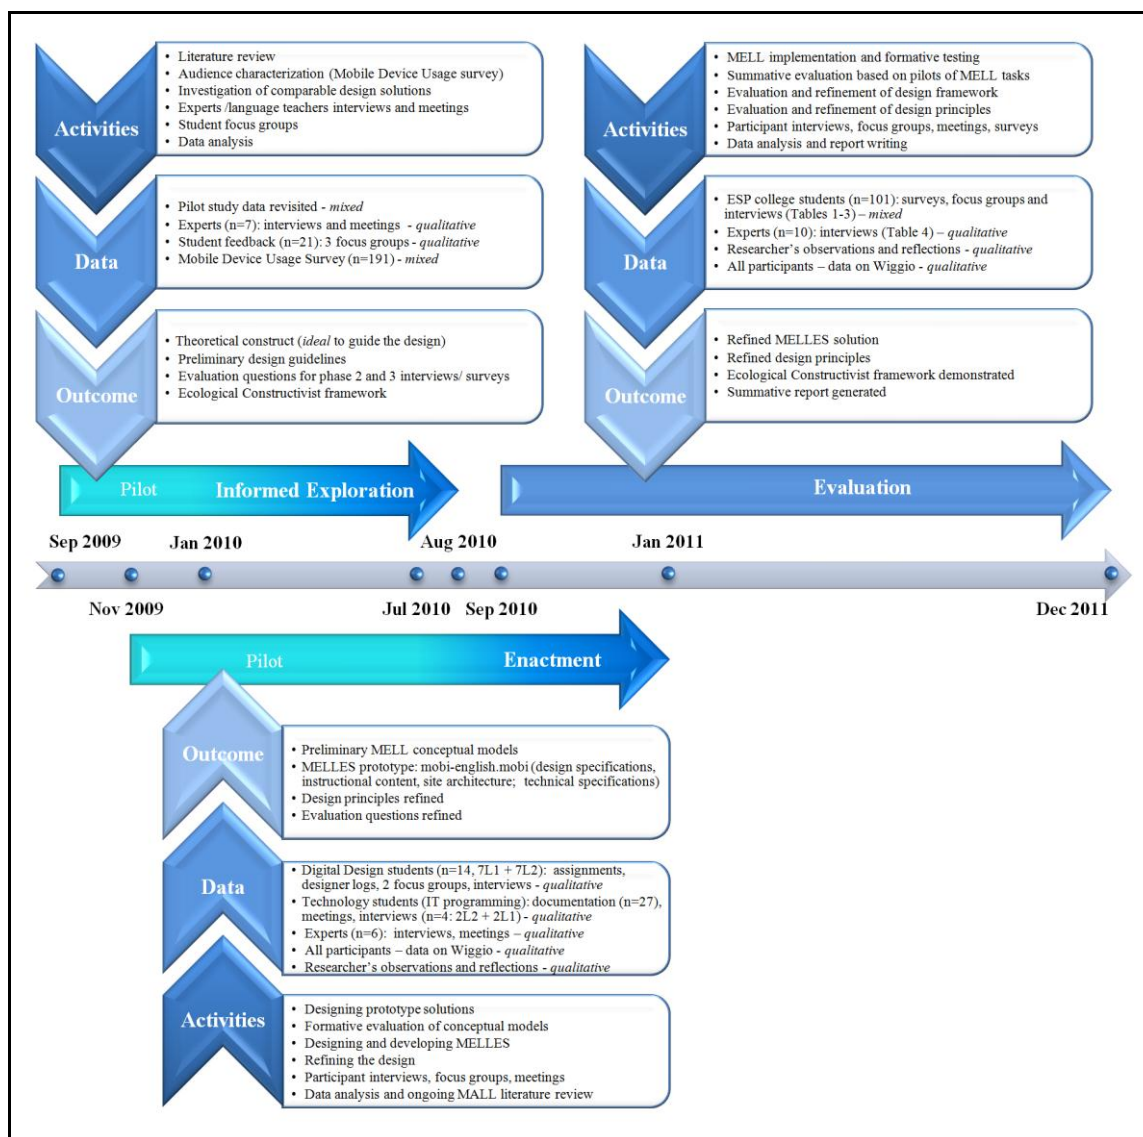 Activities
• Literature review
• Audience characterization (Mobile Device Usage survey)
• Investigation of comparable design solutions
• Experts /language teachers interviews and meetings
• Student focus groups
• Data analysis
Data
• Pilot study data revisited - mixed
• Experts (n=7): interviews and meetings - qualitative
• Student feedback (n=21): 3 focus groups - qualitative
• Mobile Device Usage Survey (n=191) - mixed
Outcome
• Theoretical construct (ideal to guide the design)
• Preliminary design guidelines
• Evaluation questions for phase 2 and 3 interviews/ surveys
• Ecological Constructivist framework
Activities
• MELL implementation and formative testing
• Summative evaluation based on pilots of MELL tasks
• Evaluation and refinement of design framework
• Evaluation and refinement of design principles
• Participant interviews, focus groups, meetings, surveys
• Data analysis and report writing
Data
• ESP college students (n=101): surveys, focus groups and
interviews (Tables 1-3) – mixed
• Experts (n=10): interviews (Table 4) – qualitative
• Researcher's observations and reflections - qualitative
• All participants – data on Wiggio - qualitative
Outcome
• Refined MELLES solution
• Refined design principles
• Ecological Constructivist framework demonstrated
• Summative report generated
Pilot Informed Exploration
Evaluation
Sep 2009 Jan 2010 Aug 2010 Jan 2011
Nov 2009 Jul 2010 Sep 2010 Dec 2011
Pilot Enactment
Outcome
• Preliminary MELL conceptual models
• MELLES prototype: mobi-english.mobi (design specifications,
instructional content, site architecture; technical specifications)
• Design principles refined
• Evaluation questions refined
Data
• Digital Design students (n=14, 7L1 + 7L2): assignments,
designer logs, 2 focus groups, interviews - qualitative
• Technology students (IT programming): documentation (n=27),
meetings, interviews (n=4: 2L2 + 2L1) - qualitative
• Experts (n=6): interviews, meetings – qualitative
• All participants – data on Wiggio - qualitative
• Researcher's observations and reflections - qualitative
Activities
• Designing prototype solutions
• Formative evaluation of conceptual models
• Designing and developing MELLES
• Refining the design
• Participant interviews, focus groups, meetings
• Data analysis and ongoing MALL literature review